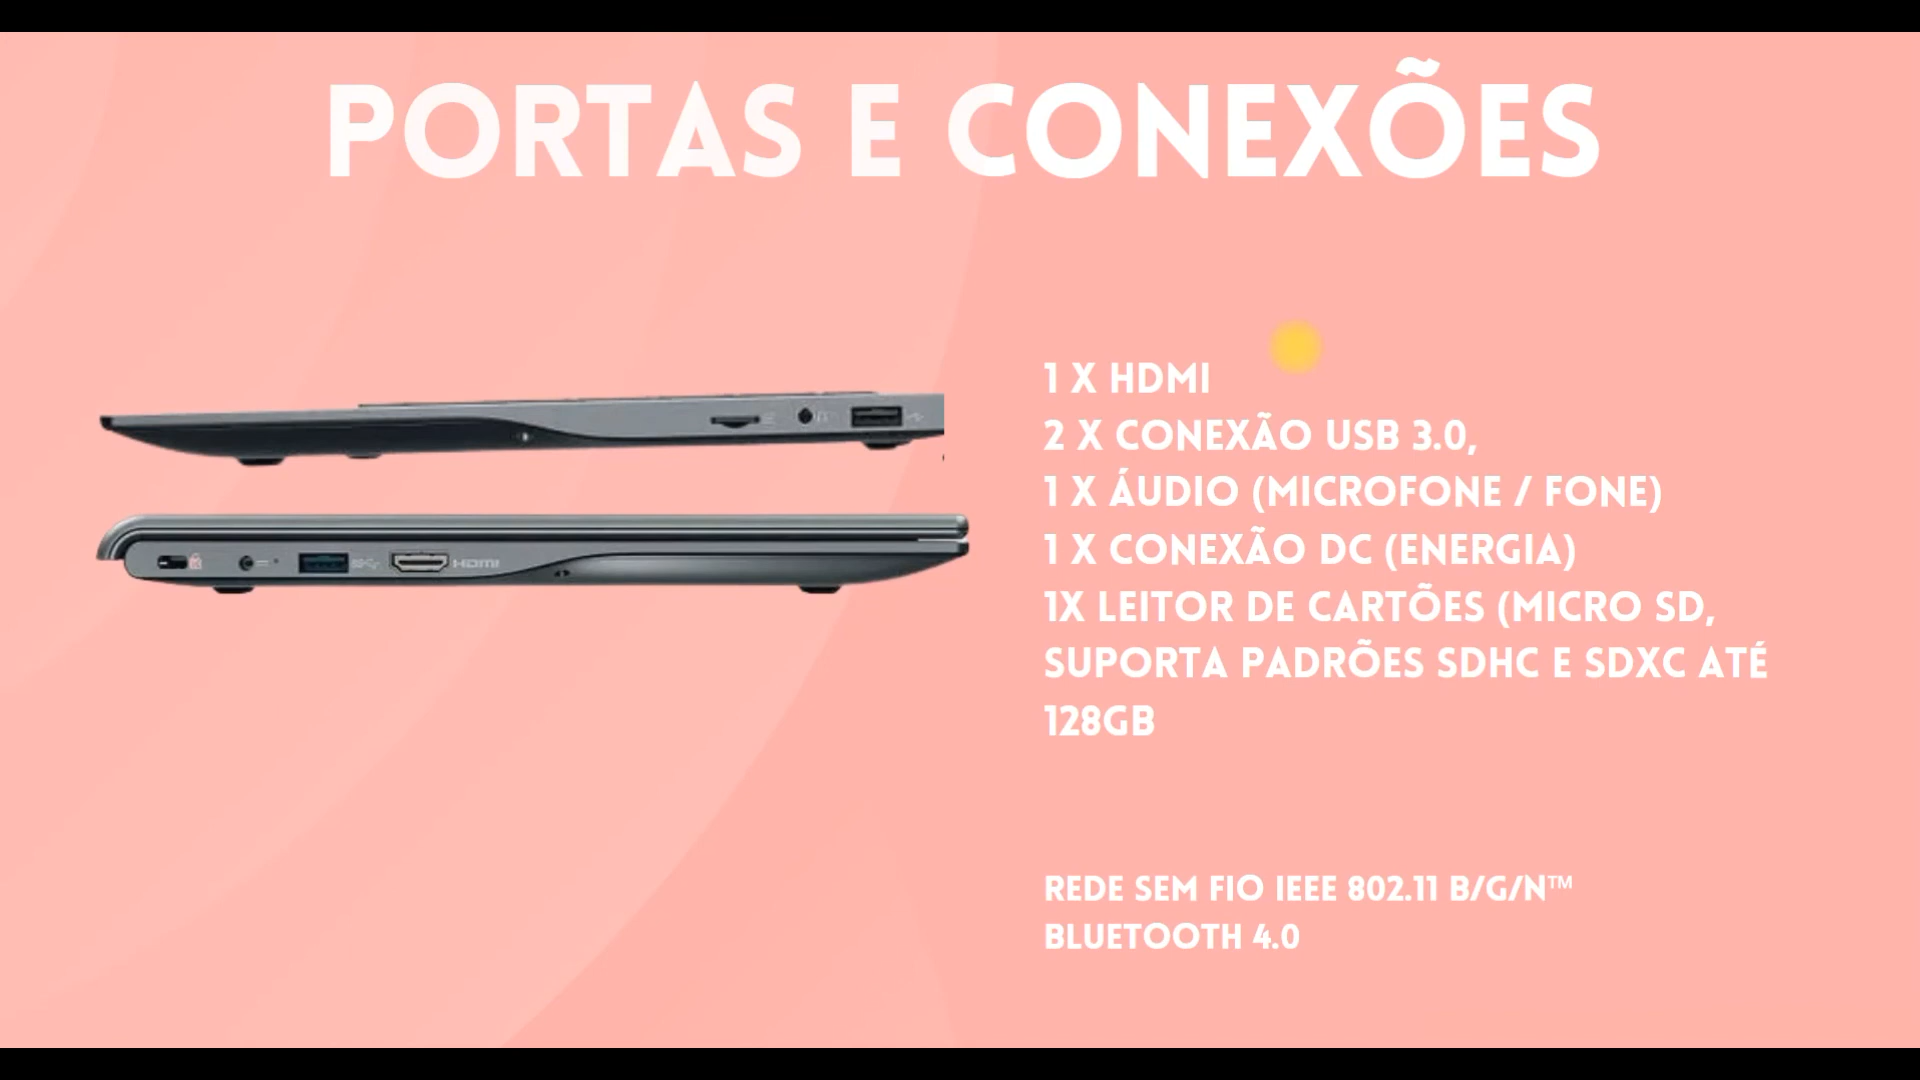 PORTAS E CONEXÕES
1 X HDMI
2 X CONEXÃO USB 3.0,
1 X ÁUDIO (MICROFONE / FONE)
1 X CONEXÃO DC (ENERGIA)
1X LEITOR DE CARTÕES (MICRO SD,
SUPORTA PADRÕES SDHC E SDXC ATÉ
128GB
HDMI
REDE SEM FIO IEEE 802.11 B/G/N™
BLUETOOTH 4.0